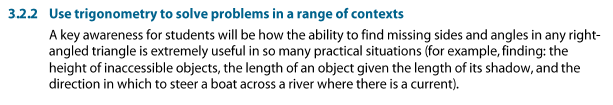 3.2.2 Use trigonometry to solve problems in a range of contexts
A key awareness for students will be how the ability to find missing sides and angles in any right-
angled triangle is extremely useful in so many practical situations (for example, finding: the
height of inaccessible objects, the length of an object given the length of its shadow, and the
direction in which to steer a boat across a river where there is a current).